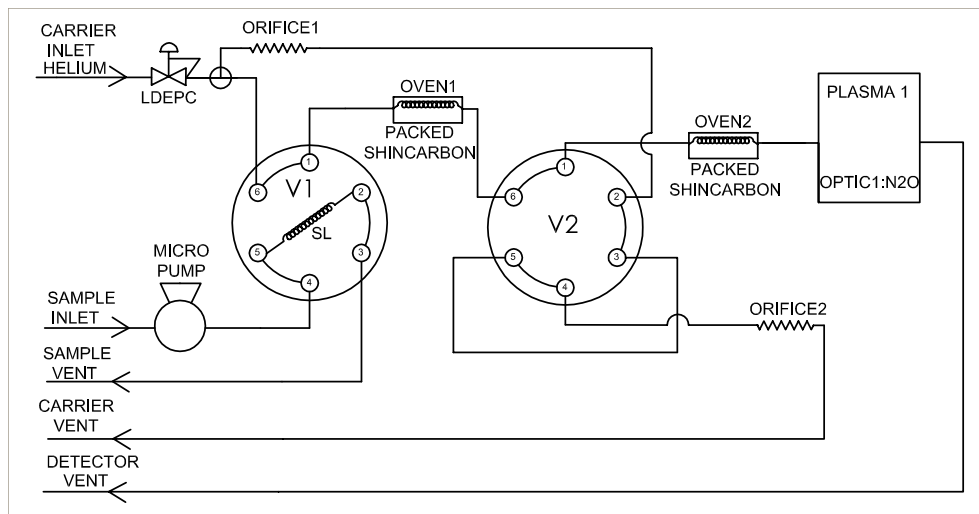 CARRIER
INLET
HELIUM
LDEPC
ORIFICE1
OVEN1
PACKED
SHINCARBON
OVEN2
PACKED
SHINCARBON
PLASMA 1
OPTIC1:N2O
V1
1
2
3
4
5
6
SL
V2
1
2
3
4
5
6
MICRO
PUMP
SAMPLE
INLET
ORIFICE2
SAMPLE
VENT
CARRIER
VENT
DETECTOR
VENT